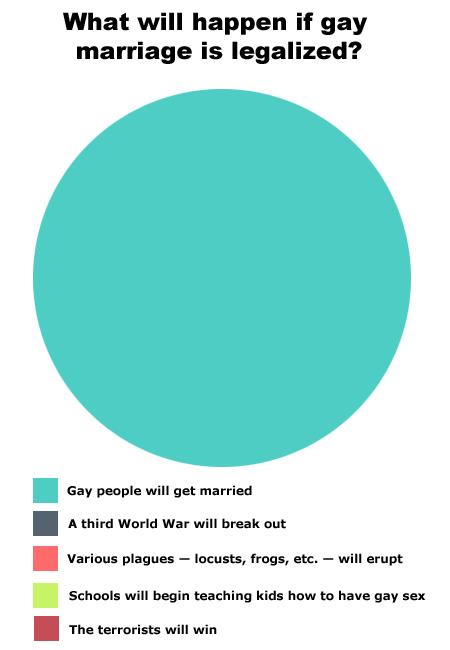 What will happen if gay
marriage is legalized?
Gay people will get married
A third World War will break out
Various plagues — locusts, frogs, etc. — will erupt
Schools will begin teaching kids how to have gay sex
The terrorists will win